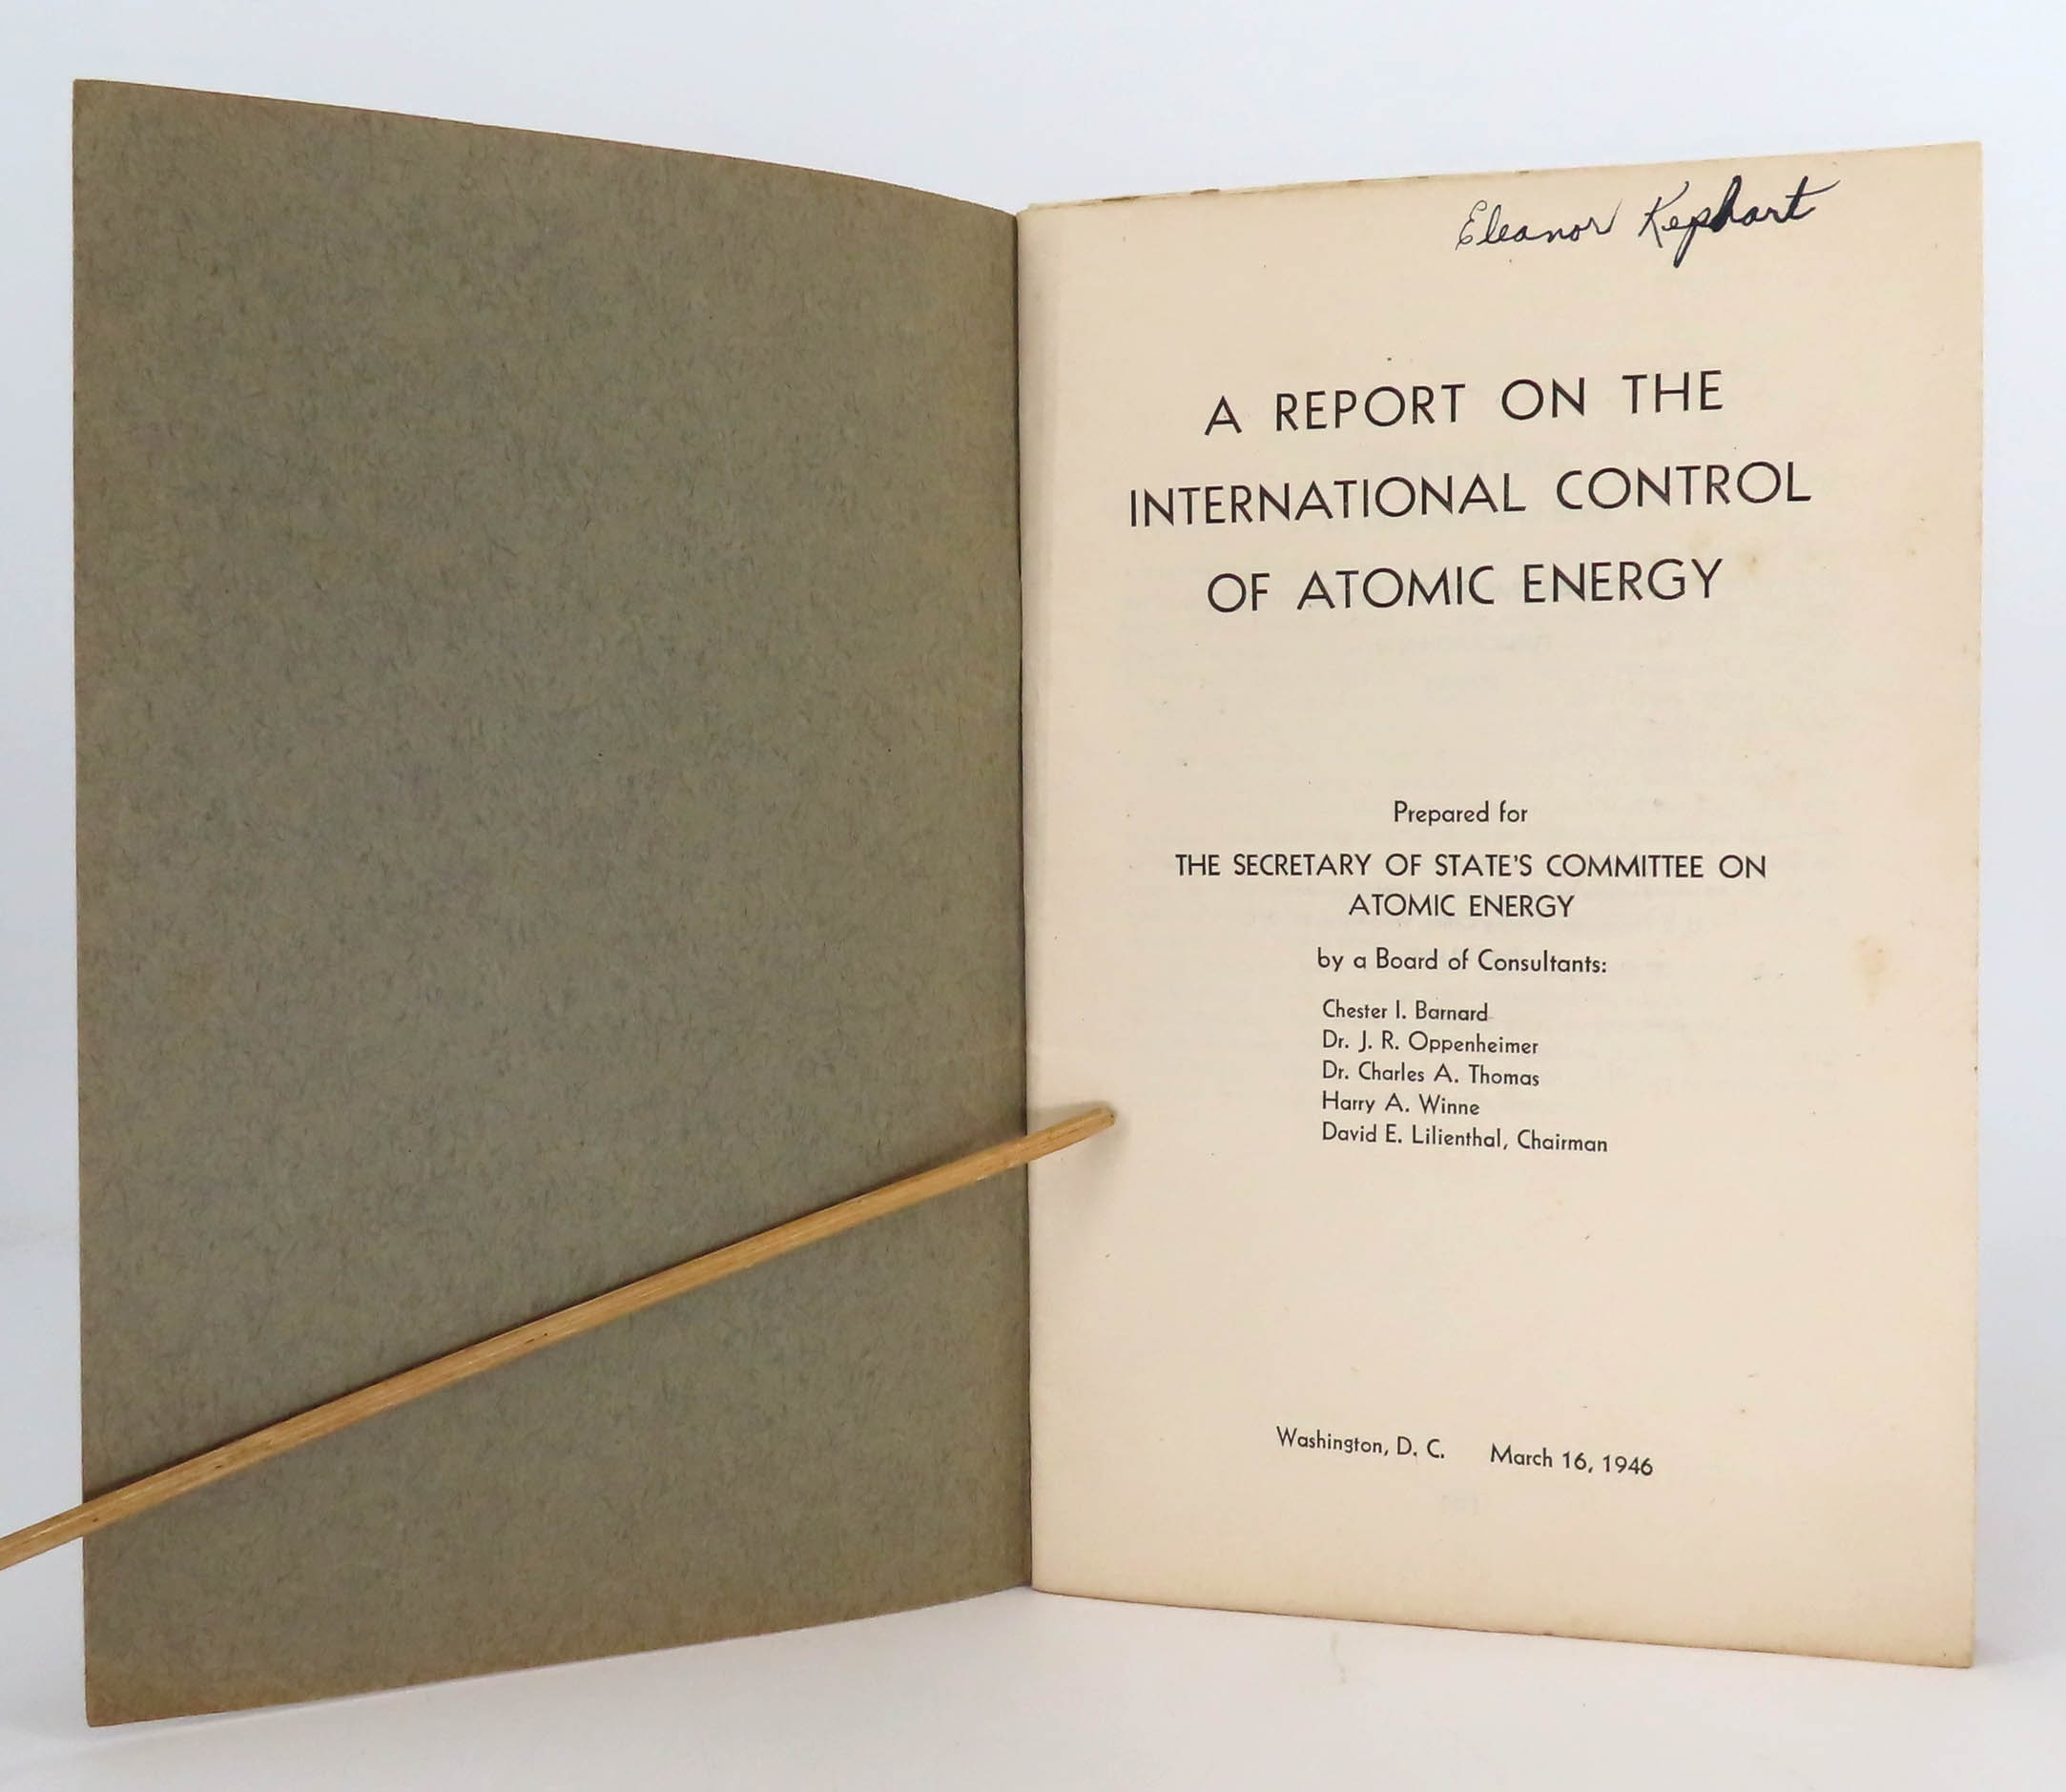 Eleanor Kephart
A REPORT ON THE
INTERNATIONAL CONTROL
OF ATOMIC ENERGY
Prepared for
THE SECRETARY OF STATE'S COMMITTEE ON
ATOMIC ENERGY
by a Board of Consultants:
Chester I. Barnard
Dr. J. R. Oppenheimer
Dr. Charles A. Thomas
Harry A. Winne
David E. Lilienthal, Chairman
Washington, D. C. March 16, 1946